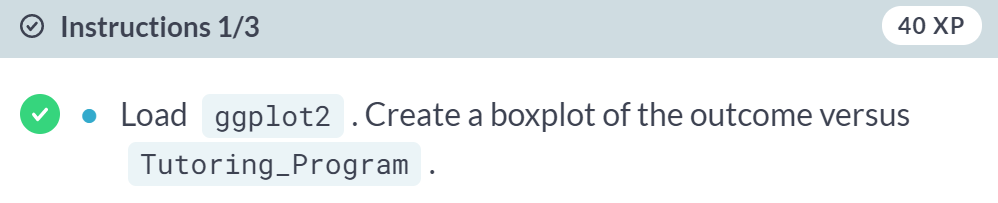 Instructions 1/3 40 XP
Load ggplot2 . Create a boxplot of the outcome versus
Tutoring_Program .